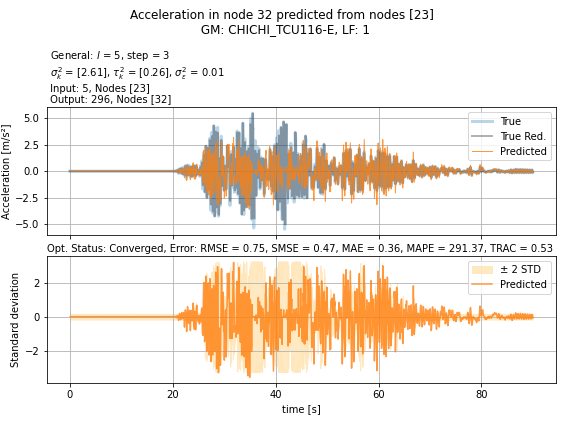 Acceleration in node 32 predicted from nodes [23]
GM: CHICHI_TCU116-E, LF: 1
General: l = 5, step = 3
σ²ₖ = [2.61], τ²ₖ = [0.26], σ²ε = 0.01
Input: 5, Nodes [23]
Output: 296, Nodes [32]
Acceleration [m/s²]
5.0
2.5
0.0
−2.5
−5.0
True
True Red.
Predicted
Opt. Status: Converged, Error: RMSE = 0.75, SMSE = 0.47, MAE = 0.36, MAPE = 291.37, TRAC = 0.53
Standard deviation
2
0
−2
± 2 STD
Predicted
0 20 40 60 80
time [s]